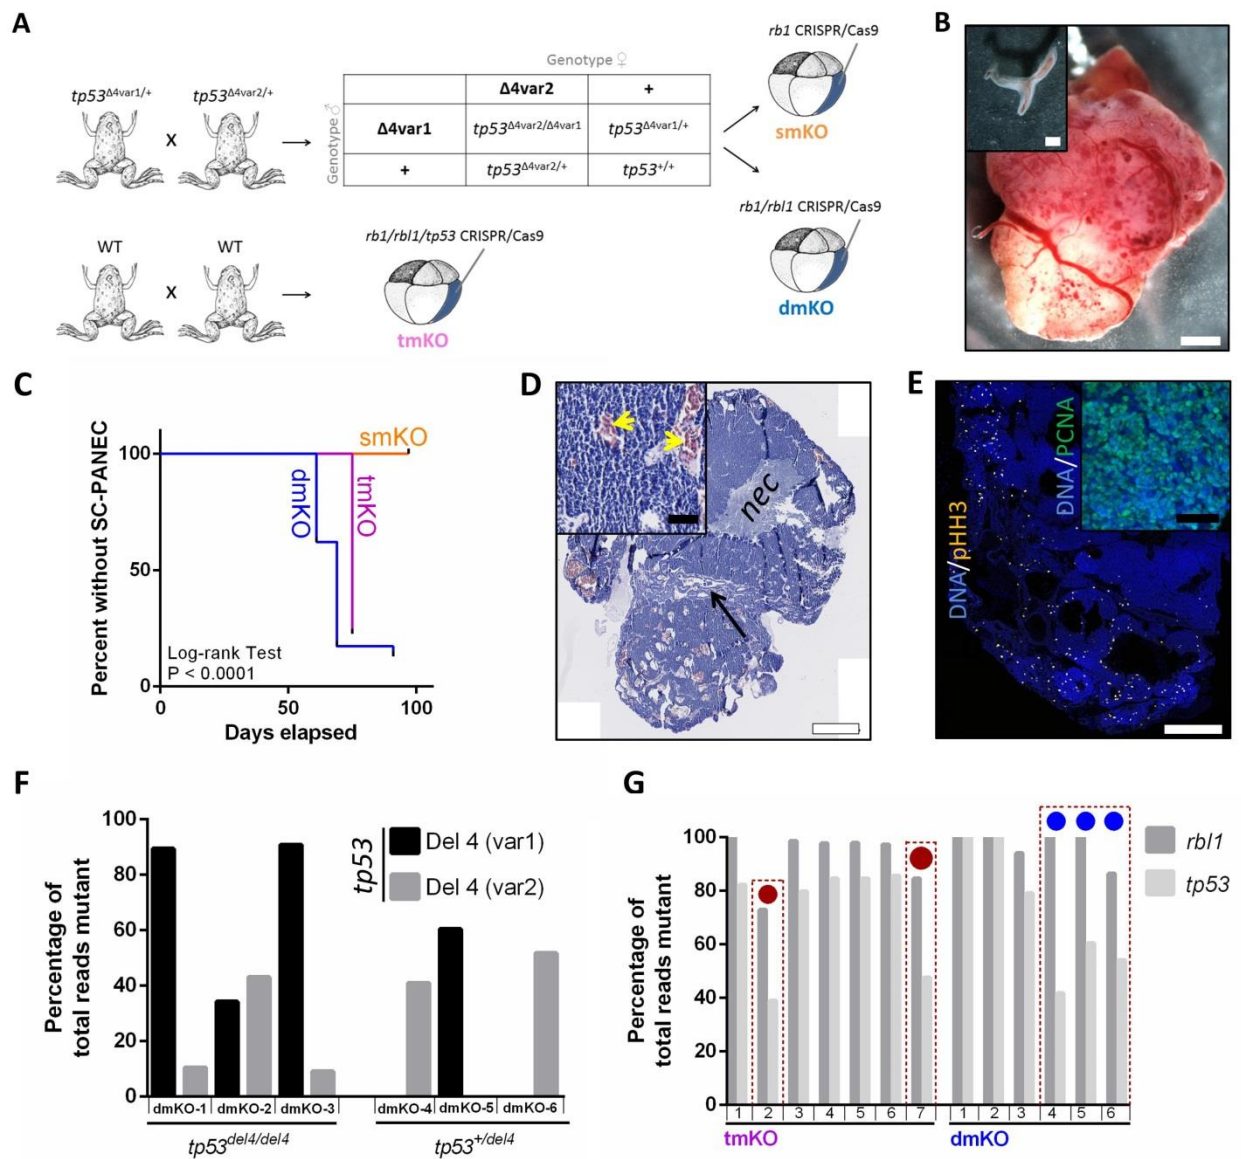 A
tp53Δ4var1/+
X
tp53Δ4var2/+
Genotype ♀
Genotype ♂
Δ4var2 +
Δ4var1 tp53Δ4var2/Δ4var1 tp53Δ4var1/+
+ tp53Δ4var2/+ tp53+/+
rb1 CRISPR/Cas9
smKO
rb1/rbl1 CRISPR/Cas9
dmKO
WT X WT
rb1/rbl1/tp53 CRISPR/Cas9
tmKO
B
C
Percent without SC-PANEC
100
50
0
smKO
dmKO
tmKO
Log-rank Test
P < 0.0001
0 50 100
Days elapsed
D
nec
E
DNA/pHH3
DNA/PCNA
F
Percentage of
total reads mutant
100
80
60
40
20
0
tp53
Del 4 (var1)
Del 4 (var2)
dmKO-1 dmKO-2 dmKO-3 dmKO-4 dmKO-5 dmKO-6
tp53del4/del4 tp53+/del4
G
Percentage of
total reads mutant
100
80
60
40
20
0
rbl1
tp53
1 2 3 4 5 6 7 1 2 3 4 5 6
tmKO dmKO